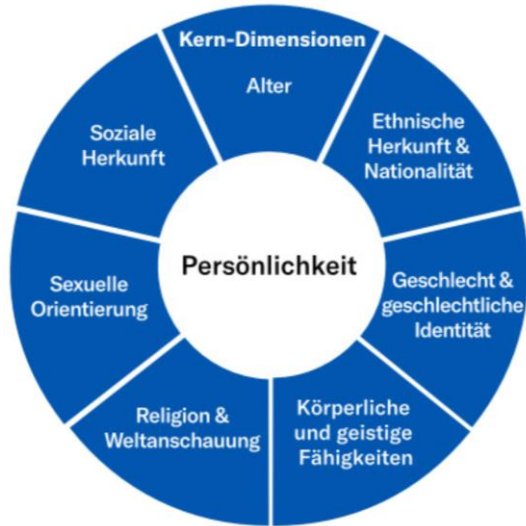 Kern-Dimensionen
Alter
Ethnische
Herkunft &
Nationalität
Geschlecht &
geschlechtliche
Identität
Körperliche
und geistige
Fähigkeiten
Religion &
Weltanschauung
Sexuelle
Orientierung
Soziale
Herkunft
Persönlichkeit